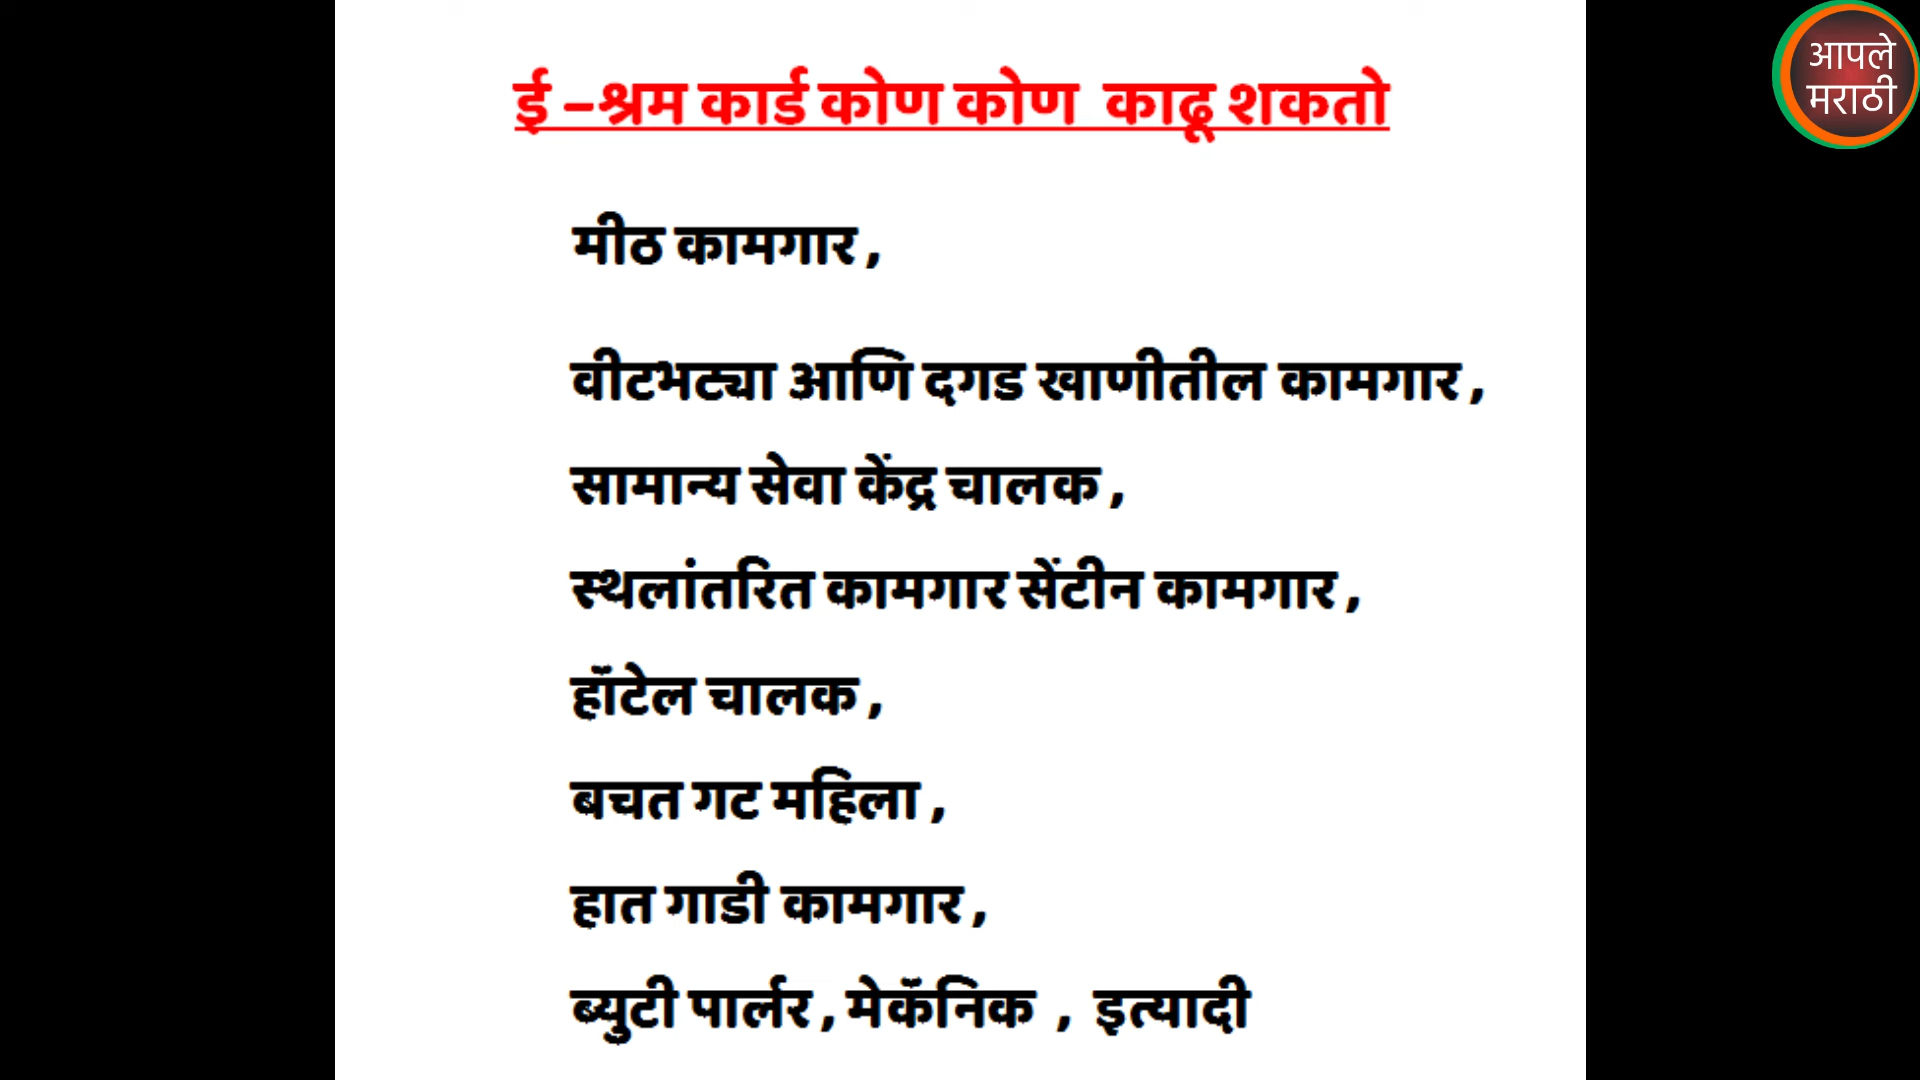 ई –श्रम कार्ड कोण कोण काढू शकतो
आपले
मराठी
मीठ कामगार ,
वीटभट्या आणि दगड खाणीतील कामगार ,
सामान्य सेवा केंद्र चालक ,
स्थलांतरित कामगार सेंटीन कामगार ,
हॉटेल चालक ,
बचत गट महिला ,
हात गाडी कामगार ,
ब्युटी पार्लर , मेकॅनिक , इत्यादी